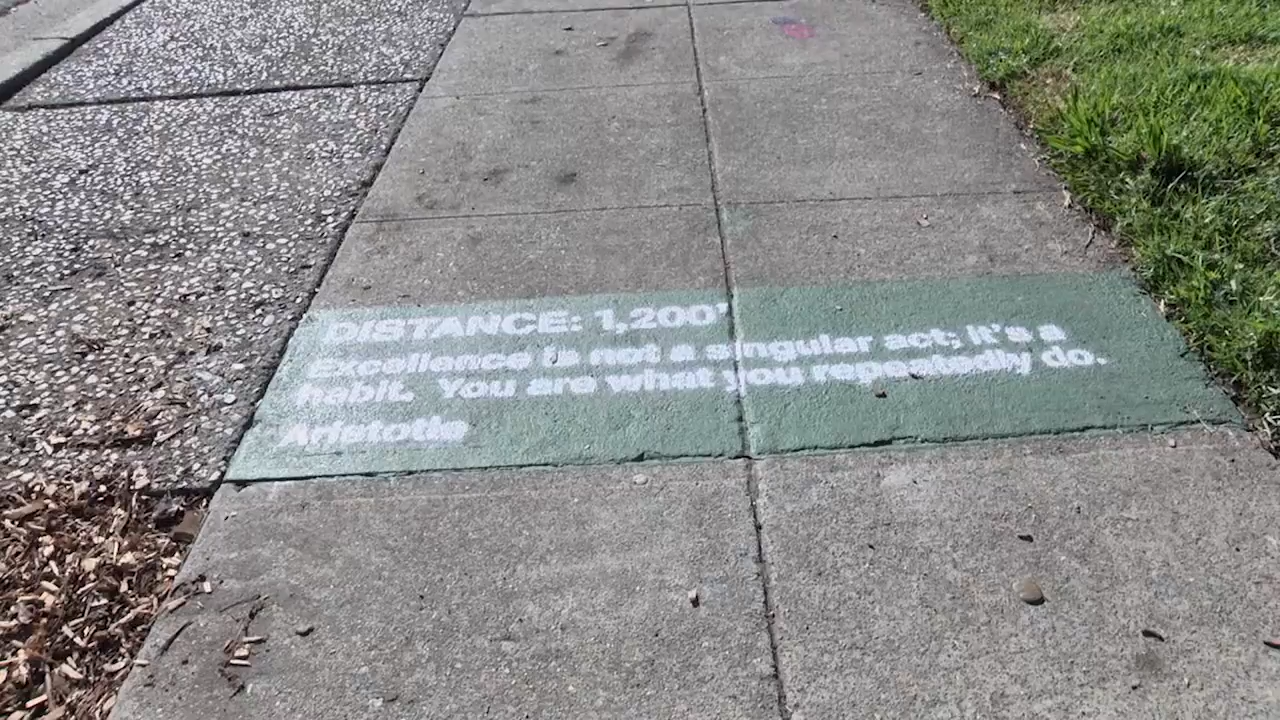 DISTANCE: 1,200'
Excellence is not a singular act; it's a
habit. You are what you repeatedly do.
Aristotle